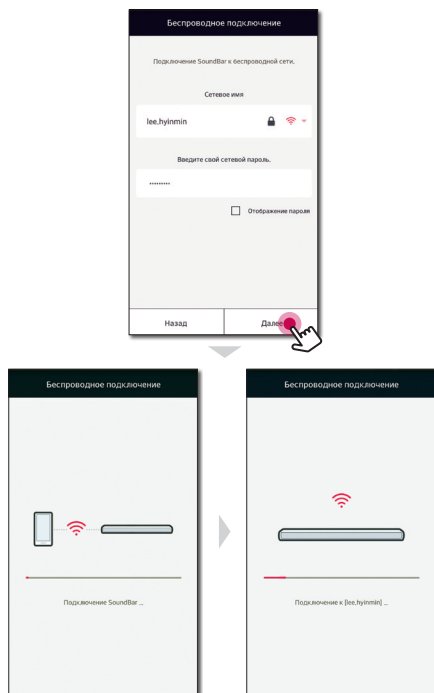 Беспроводное подключение
Подключение SoundBar к беспроводной сети.
Сетевое имя
lee,hyinmin
Введите свой сетевой пароль.
•••••••••
Отображение пароля
Назад
Далее
Беспроводное подключение
Подключение SoundBar ...
Беспроводное подключение
Подключение к [lee,hyinmin] ...